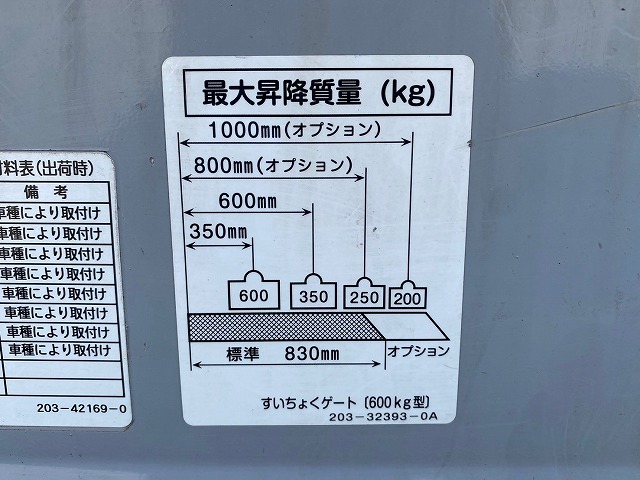 最大昇降質量 (kg)
1000mm(オプション)
800mm(オプション)
600mm
350mm
600 350 250 200
標準 830mm オプション
すいちょくゲート〔600kg型〕
203-32393-0A
料表(出荷時)
備考
車種により取付け
車種により取付け
車種により取付け
車種により取付け
車種により取付け
車種により取付け
車種により取付け
車種により取付け
203-42169-0